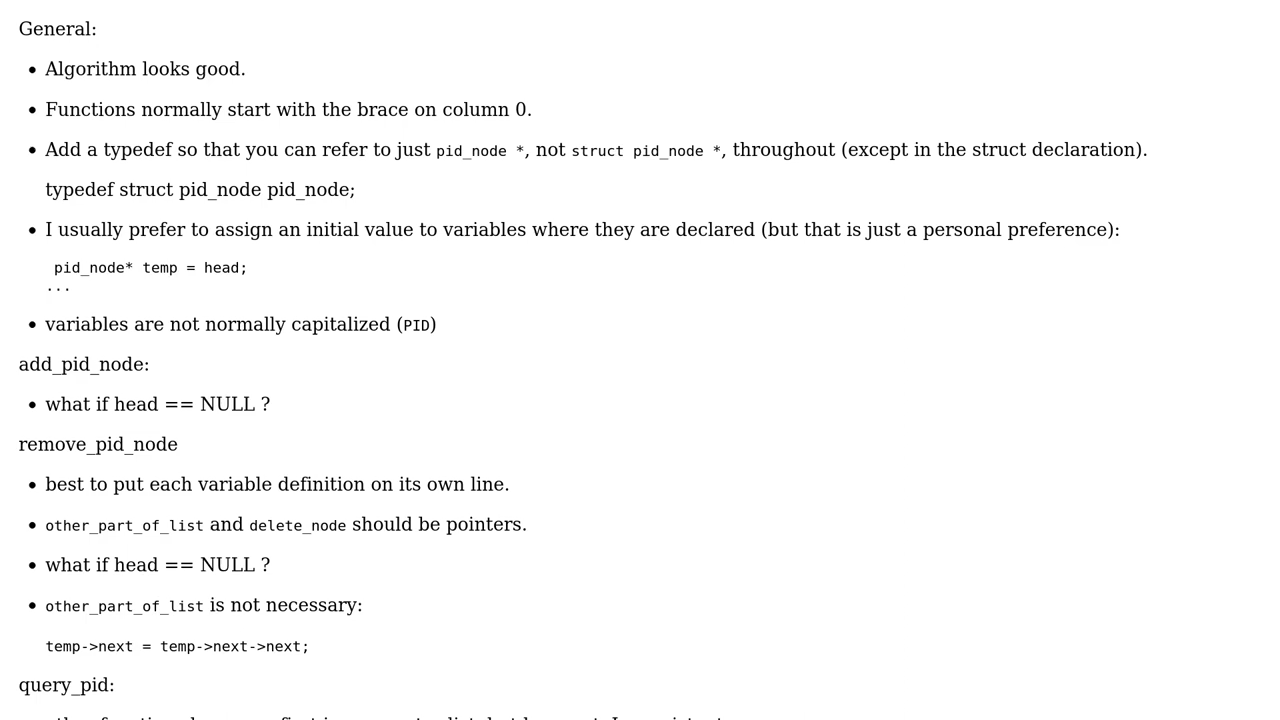 General:
• Algorithm looks good.
• Functions normally start with the brace on column 0.
• Add a typedef so that you can refer to just pid_node *, not struct pid_node *, throughout (except in the struct declaration).
typedef struct pid_node pid_node;
• I usually prefer to assign an initial value to variables where they are declared (but that is just a personal preference):
pid_node* temp = head;
...
• variables are not normally capitalized (PID)
add_pid_node:
• what if head == NULL ?
remove_pid_node
• best to put each variable definition on its own line.
• other_part_of_list and delete_node should be pointers.
• what if head == NULL ?
• other_part_of_list is not necessary:
temp->next = temp->next->next;
query_pid: